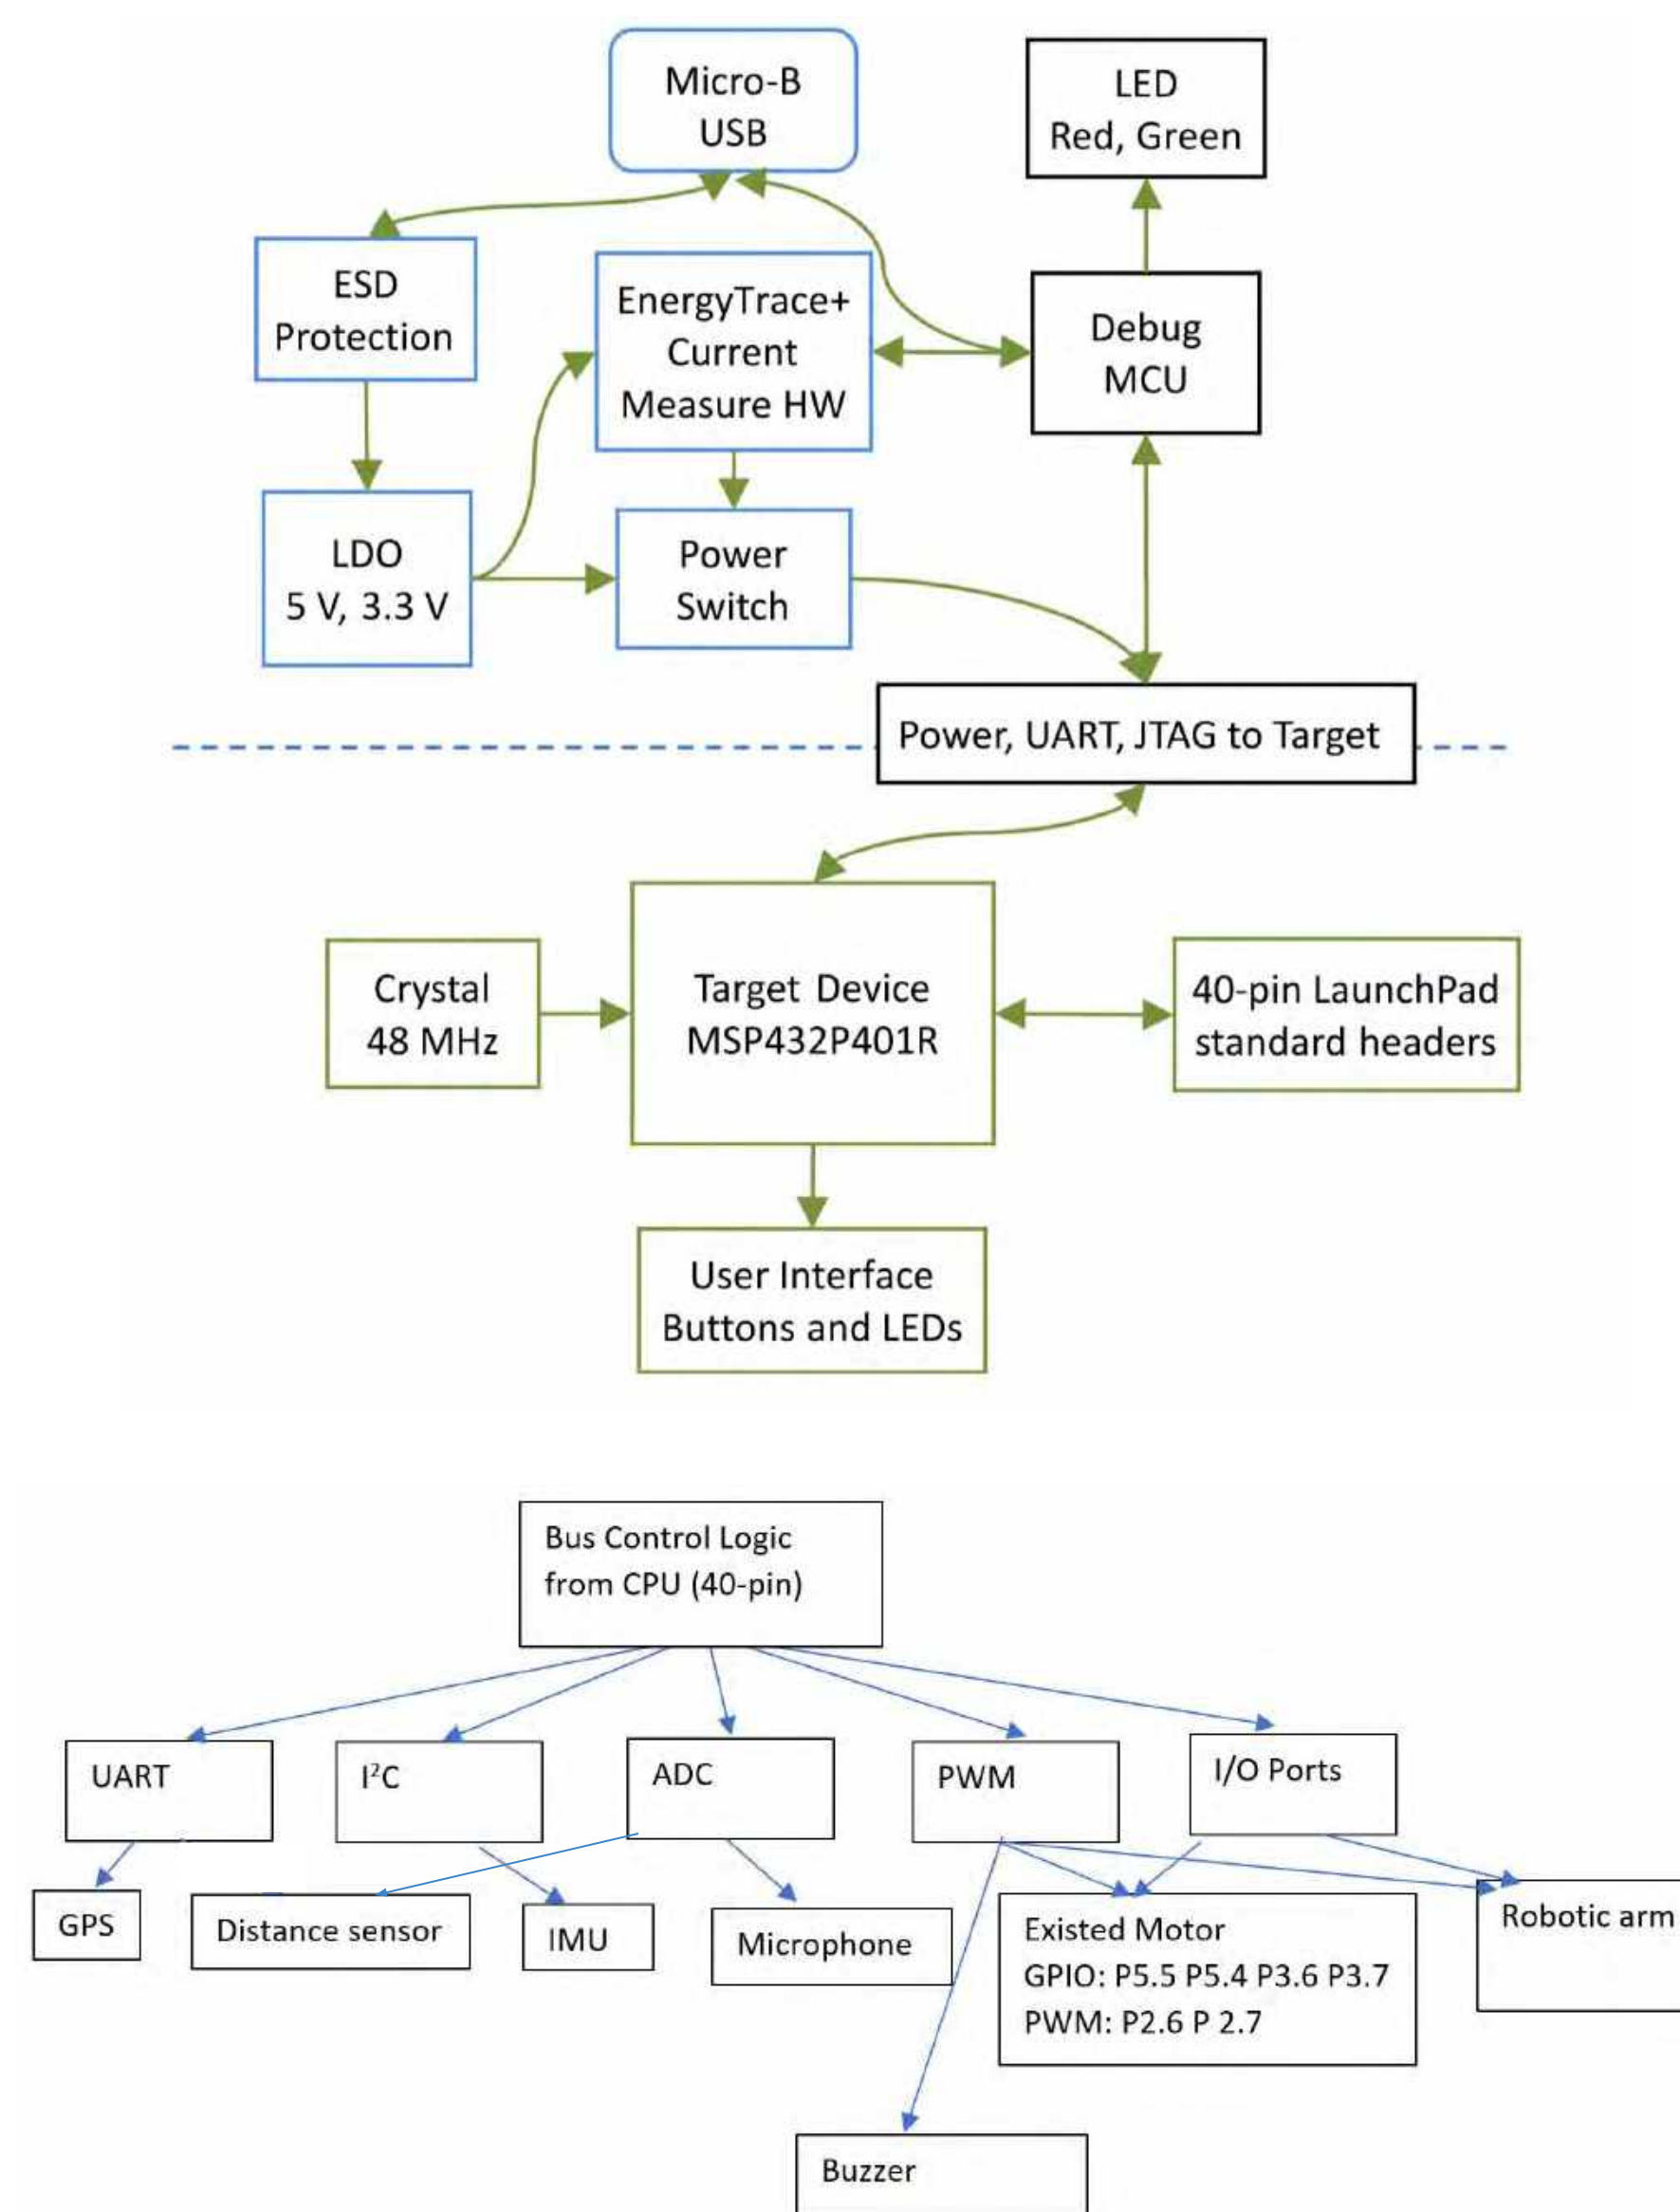 Micro-B
USB
LED
Red, Green
ESD
Protection
EnergyTrace+
Current
Measure HW
Debug
MCU
LDO
5 V, 3.3 V
Power
Switch
Power, UART, JTAG to Target
Crystal
48 MHz
Target Device
MSP432P401R
40-pin LaunchPad
standard headers
User Interface
Buttons and LEDs
Bus Control Logic
from CPU (40-pin)
UART
I²C
ADC
PWM
I/O Ports
GPS
Distance sensor
IMU
Microphone
Existed Motor
GPIO: P5.5 P5.4 P3.6 P3.7
PWM: P2.6 P 2.7
Robotic arm
Buzzer